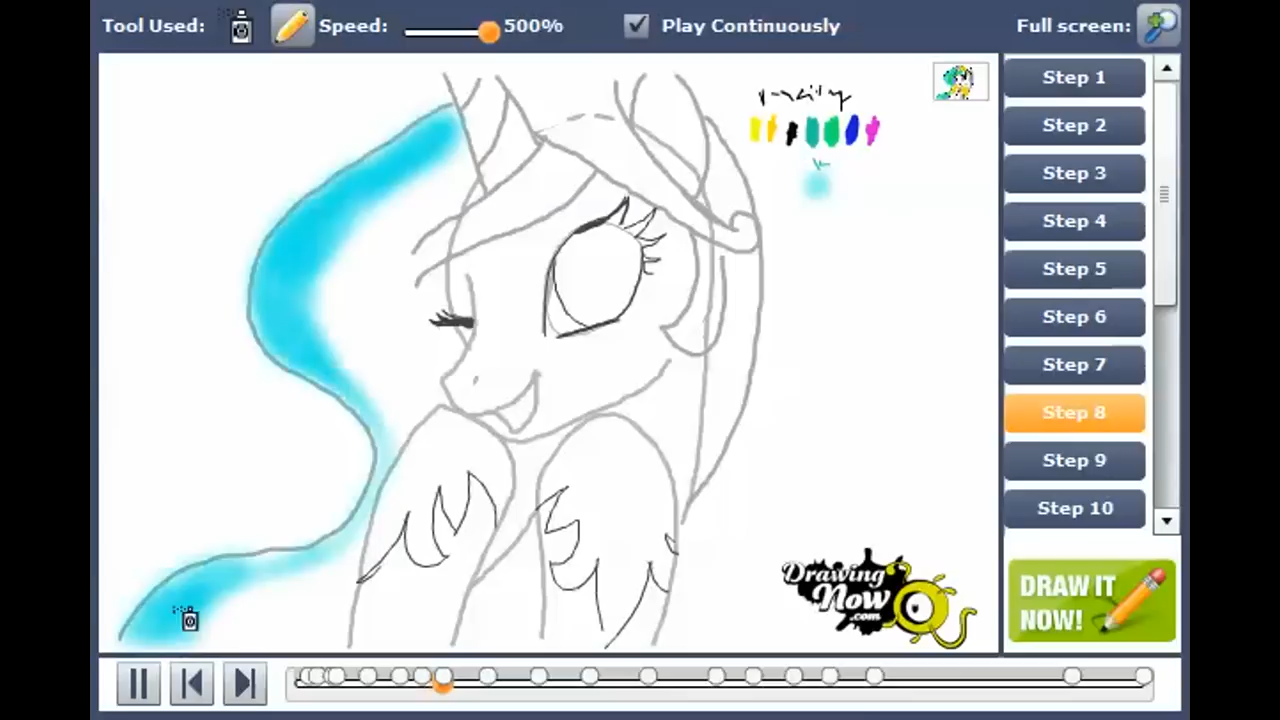 Tool Used:
Speed:
500%
Play Continuously
Full screen:
Step 1
Step 2
Step 3
Step 4
Step 5
Step 6
Step 7
Step 8
Step 9
Step 10
Drawing
Now!
.com
DRAW IT
NOW!